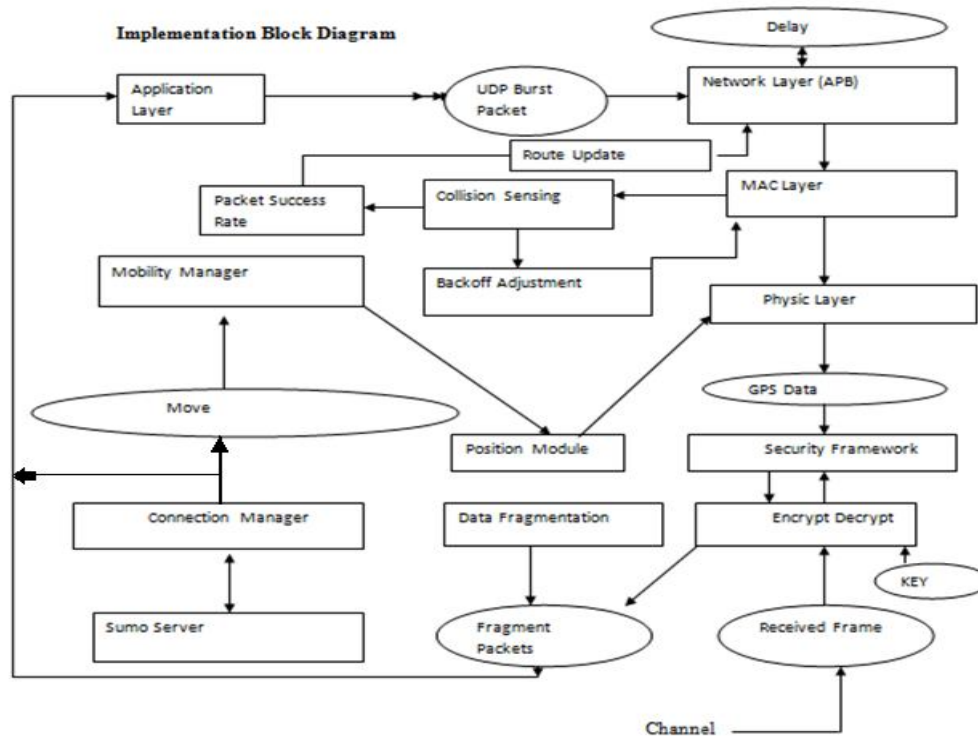 Implementation Block Diagram
Delay
Application
Layer
UDP Burst
Packet
Network Layer (APB)
Route Update
MAC Layer
Collision Sensing
Packet Success
Rate
Mobility Manager
Backoff Adjustment
Physic Layer
Move
GPS Data
Position Module
Security Framework
Connection Manager
Data Fragmentation
Encrypt Decrypt
KEY
Sumo Server
Fragment
Packets
Received Frame
Channel